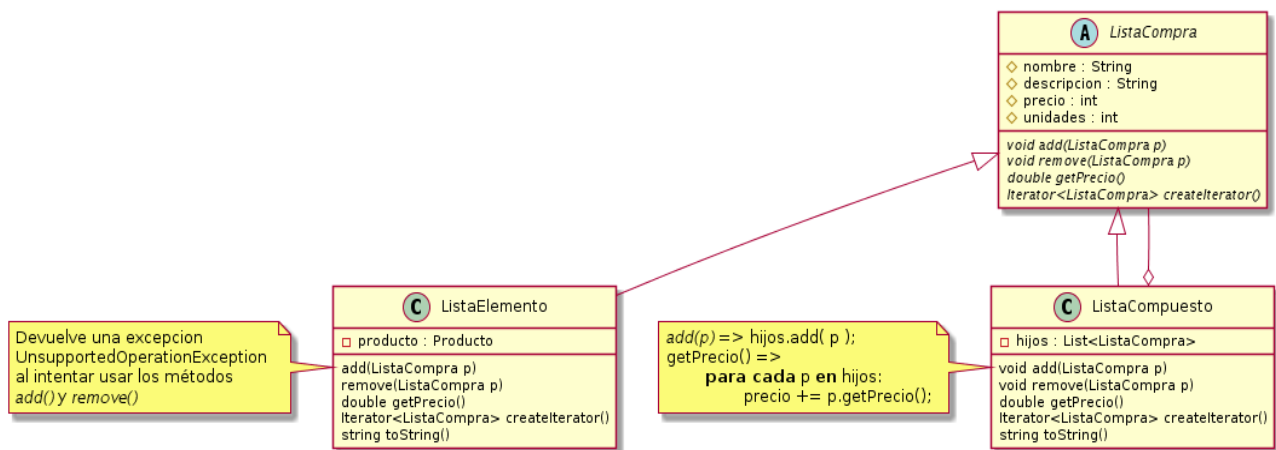 A ListaCompra
nombre : String
descripcion : String
precio : int
unidades : int
void add(ListaCompra p)
void remove(ListaCompra p)
double getPrecio()
Iterator<ListaCompra> createIterator()
Devuelve una excepcion
UnsupportedOperationException
al intentar usar los métodos
add() y remove()
C ListaElemento
producto : Producto
add(ListaCompra p)
remove(ListaCompra p)
double getPrecio()
Iterator<ListaCompra> createIterator()
string toString()
add(p) => hijos.add( p );
getPrecio() =>
para cada p en hijos:
precio += p.getPrecio();
C ListaCompuesto
hijos : List<ListaCompra>
void add(ListaCompra p)
void remove(ListaCompra p)
double getPrecio()
Iterator<ListaCompra> createIterator()
string toString()